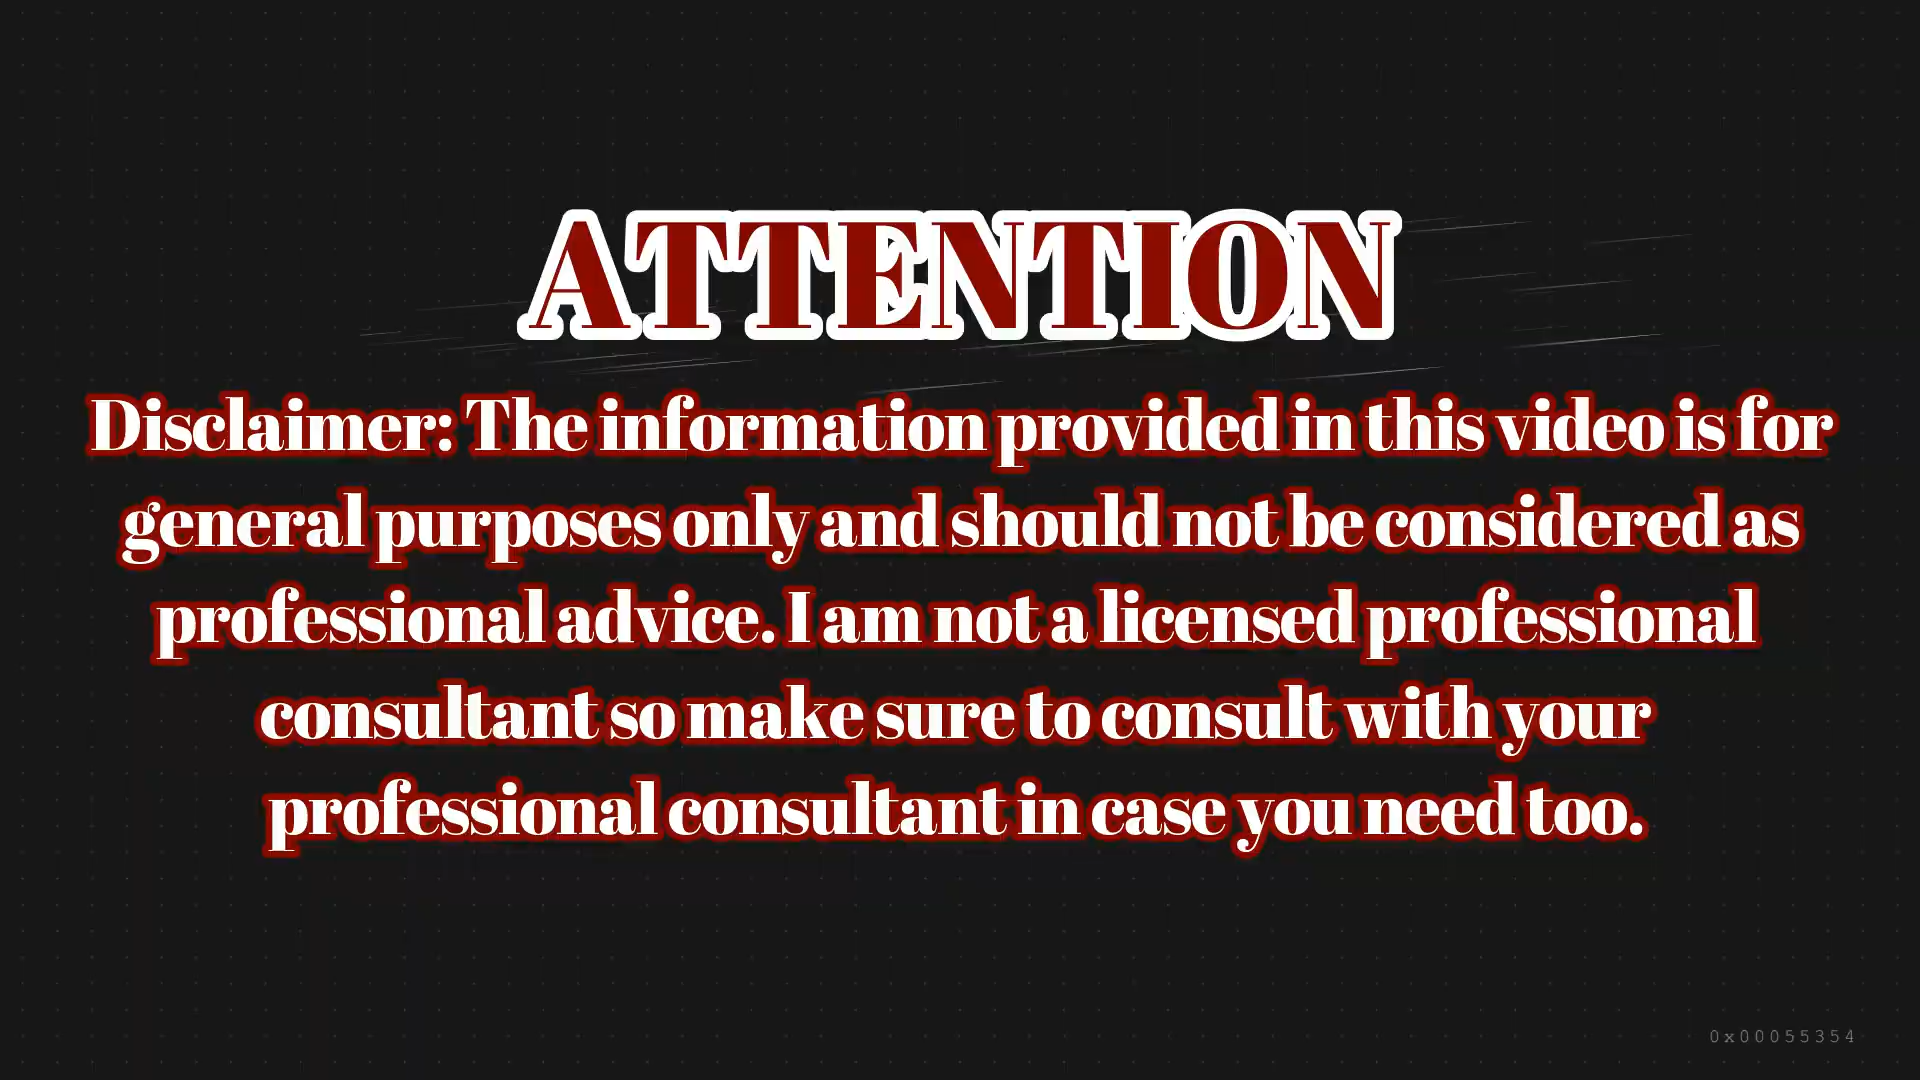 ATTENTION
Disclaimer: The information provided in this video is for
general purposes only and should not be considered as
professional advice. I am not a licensed professional
consultant so make sure to consult with your
professional consultant in case you need too.
0x00055354